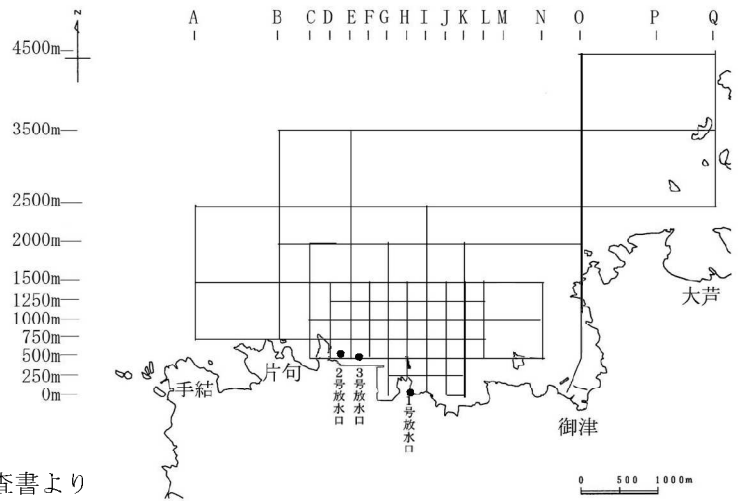 A B C D E F G H I J K L M N O P Q
z
4500m
3500m
2500m
2000m
1500m
1250m
1000m
750m
500m
250m
0m
手結
片句
2号放水口
3号放水口
1号放水口
御津
大芦
査書より
0 500 1000m